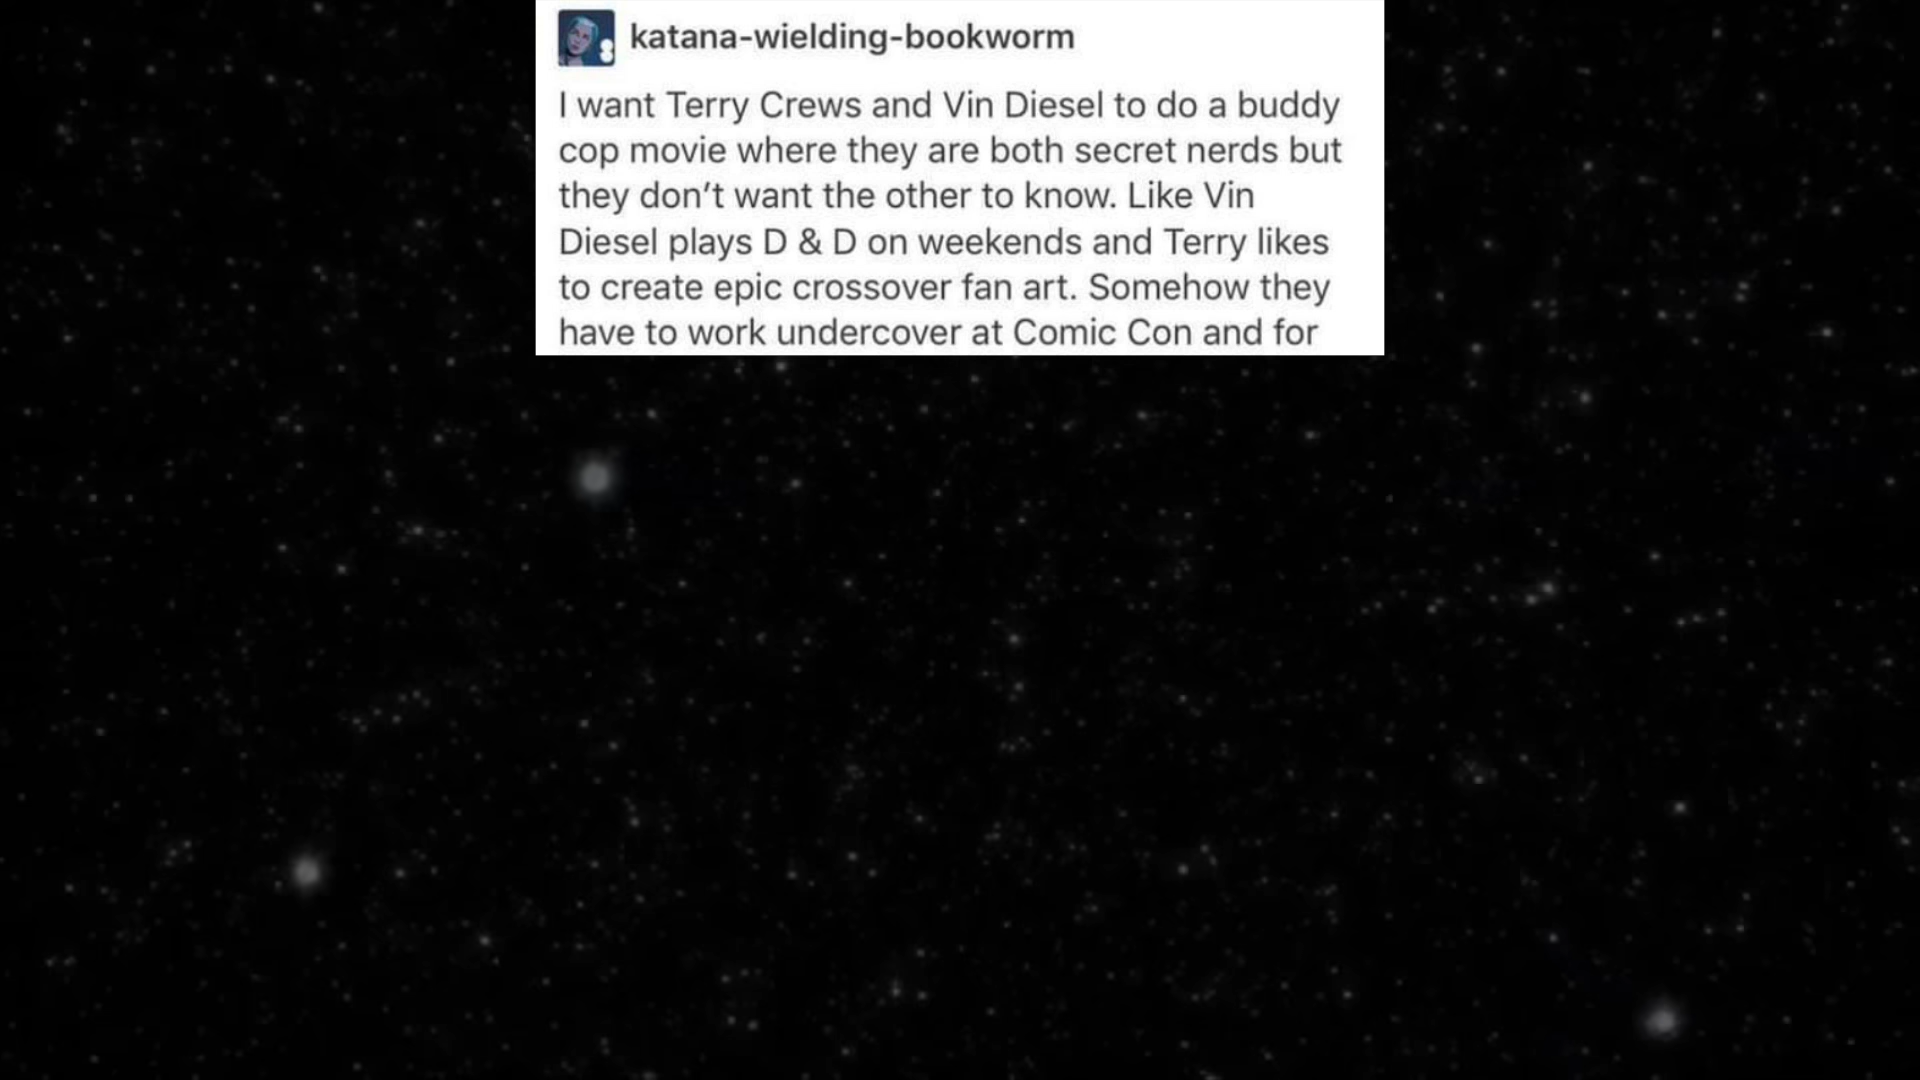 katana-wielding-bookworm
I want Terry Crews and Vin Diesel to do a buddy
cop movie where they are both secret nerds but
they don’t want the other to know. Like Vin
Diesel plays D & D on weekends and Terry likes
to create epic crossover fan art. Somehow they
have to work undercover at Comic Con and for